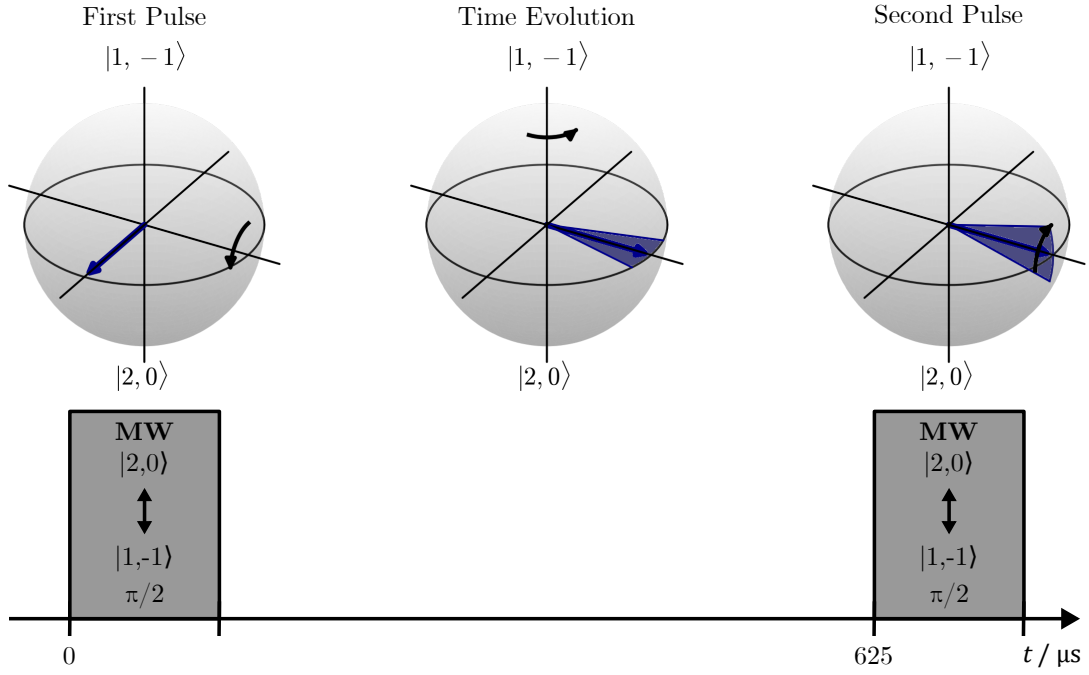 First Pulse
Time Evolution
Second Pulse
|1, −1⟩
|1, −1⟩
|1, −1⟩
|2,0⟩
|2,0⟩
|2,0⟩
MW
|2,0⟩
|1,-1⟩
π/2
MW
|2,0⟩
|1,-1⟩
π/2
0
625
t / μs